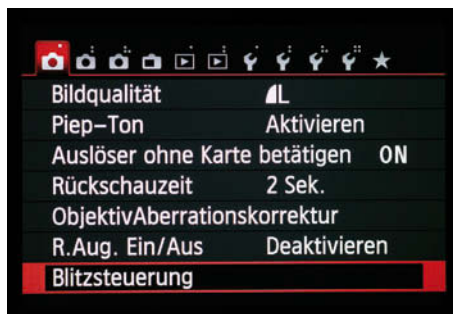 Bildqualität L
Piep–Ton Aktivieren
Auslöser ohne Karte betätigen ON
Rückschauzeit 2 Sek.
ObjektivAberrationskorrektur
R.Aug. Ein/Aus Deaktivieren
Blitzsteuerung